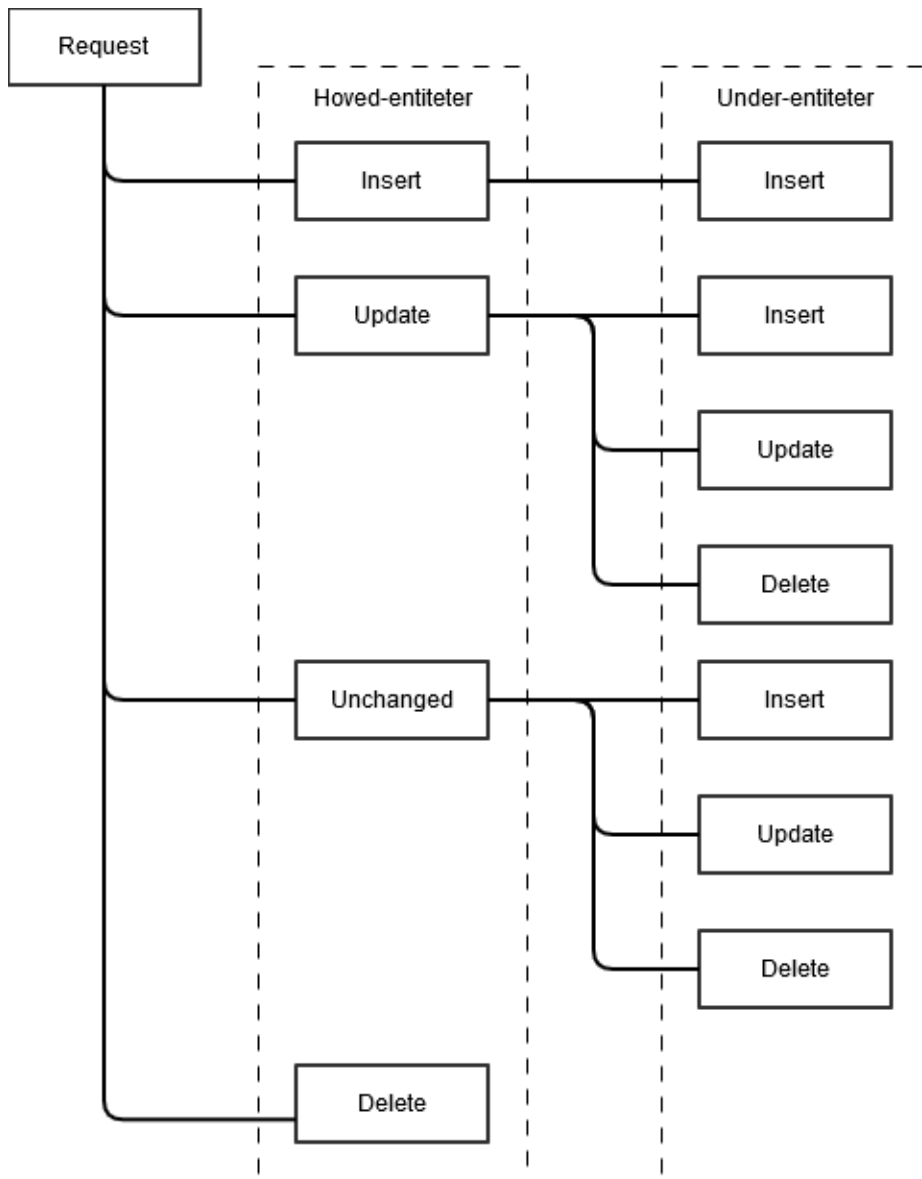 Request
Hoved-entiteter
Under-entiteter
Insert
Insert
Update
Insert
Update
Delete
Unchanged
Insert
Update
Delete
Delete